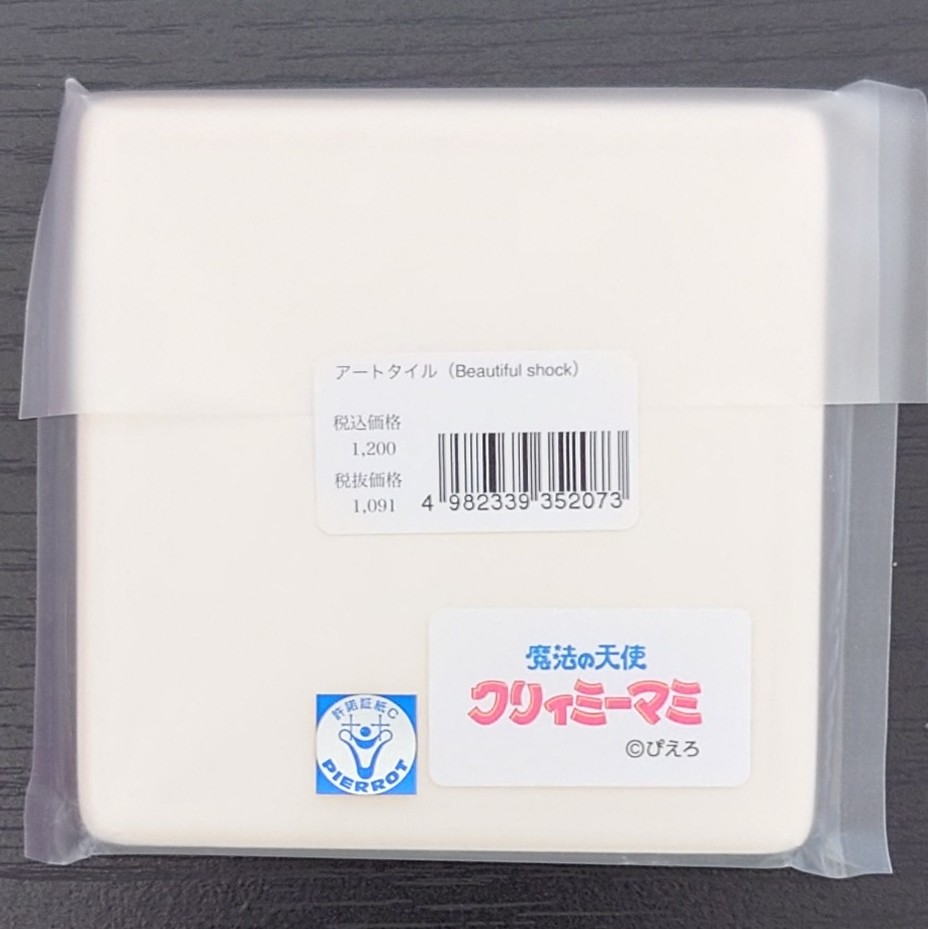 アートタイル（Beautiful shock）
税込価格
1,200
税抜価格
1,091
4 982339 352073
魔法の天使
クリィミーマミ
©ぴえろ
許諾証紙C
PIERROT